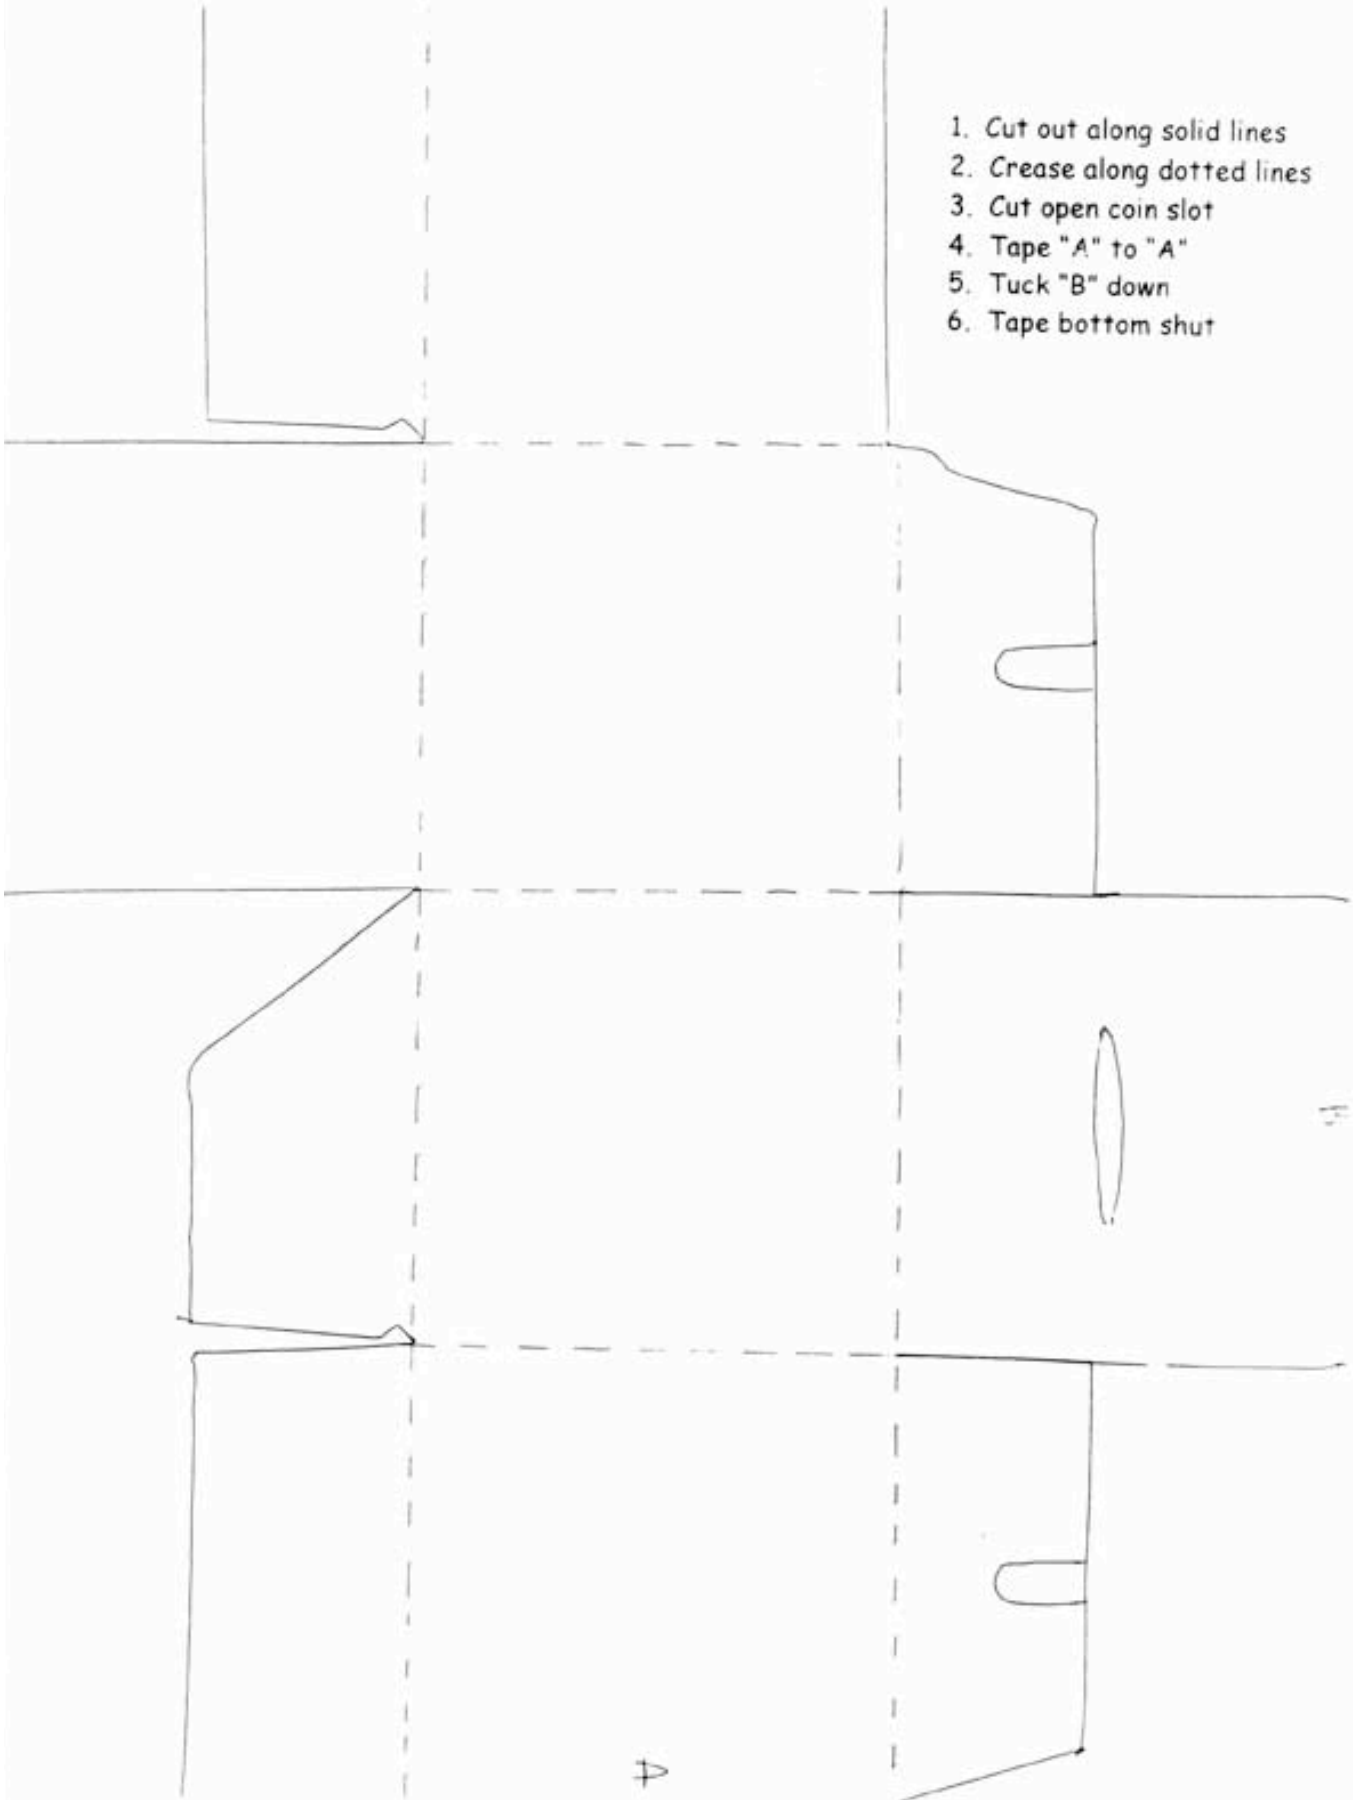 1. Cut out along solid lines
2. Crease along dotted lines
3. Cut open coin slot
4. Tape "A" to "A"
5. Tuck "B" down
6. Tape bottom shut
A